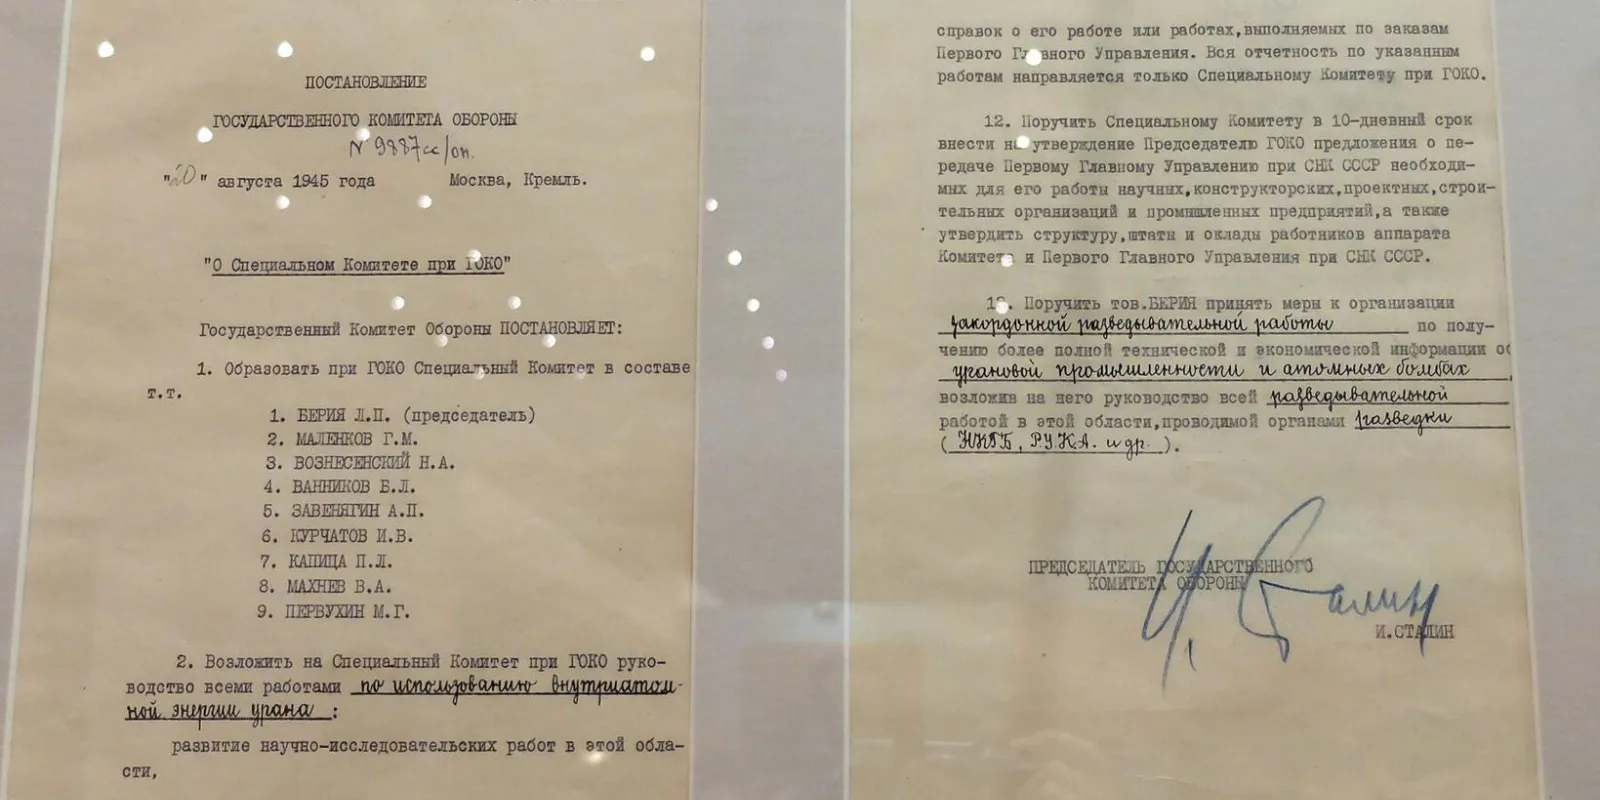 ПОСТАНОВЛЕНИЕ
ГОСУДАРСТВЕННОГО КОМИТЕТА ОБОРОНЫ
№ 9887сс/оп.
"20" августа 1945 года Москва, Кремль.
"О Специальном Комитете при ГОКО"
Государственный Комитет Обороны ПОСТАНОВЛЯЕТ:
1. Образовать при ГОКО Специальный Комитет в составе
т.т.
1. БЕРИЯ Л.П. (председатель)
2. МАЛЕНКОВ Г.М.
3. ВОЗНЕСЕНСКИЙ Н.А.
4. ВАННИКОВ Б.Л.
5. ЗАВЕНЯГИН А.П.
6. КУРЧАТОВ И.В.
7. КАПИЦА П.Л.
8. МАХНЕВ В.А.
9. ПЕРВУХИН М.Г.
2. Возложить на Специальный Комитет при ГОКО руко-
водство всеми работами по использованию внутриатом-
ной энергии урана :
развитие научно-исследовательских работ в этой обла-
сти,
справок о его работе или работах,выполняемых по заказам
Первого Главного Управления. Вся отчетность по указанным
работам направляется только Специальному Комитету при ГОКО.
12. Поручить Специальному Комитету в 10-дневный срок
внести на утверждение Председателю ГОКО предложения о пе-
редаче Первому Главному Управлению при СНК СССР необходи-
мых для его работы научных,конструкторских,проектных,строи-
тельных организаций и промышленных предприятий,а также
утвердить структуру,штаты и оклады работников аппарата
Комитета и Первого Главного Управления при СНК СССР.
13. Поручить тов.БЕРИЯ принять меры к организации
закордонной разведывательной работы по полу-
чению более полной технической и экономической информации об
урановой промышленности и атомных бомбах ,
возложив на него руководство всей разведывательной
работой в этой области,проводимой органами разведки
( НКГБ, РУКА. и др. ).
ПРЕДСЕДАТЕЛЬ ГОСУДАРСТВЕННОГО
КОМИТЕТА ОБОРОНЫ
И. Сталин
И.СТАЛИН